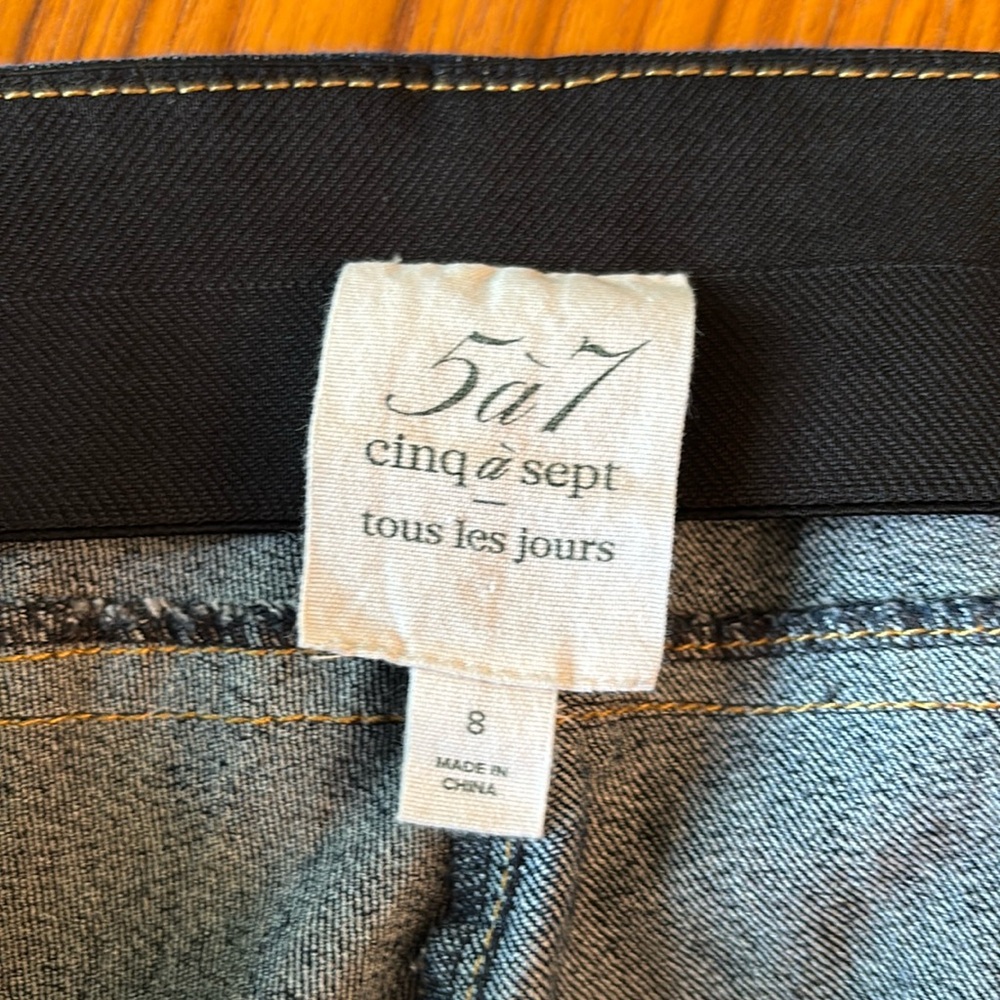 5à7
cinq à sept
—
tous les jours
8
MADE IN
CHINA